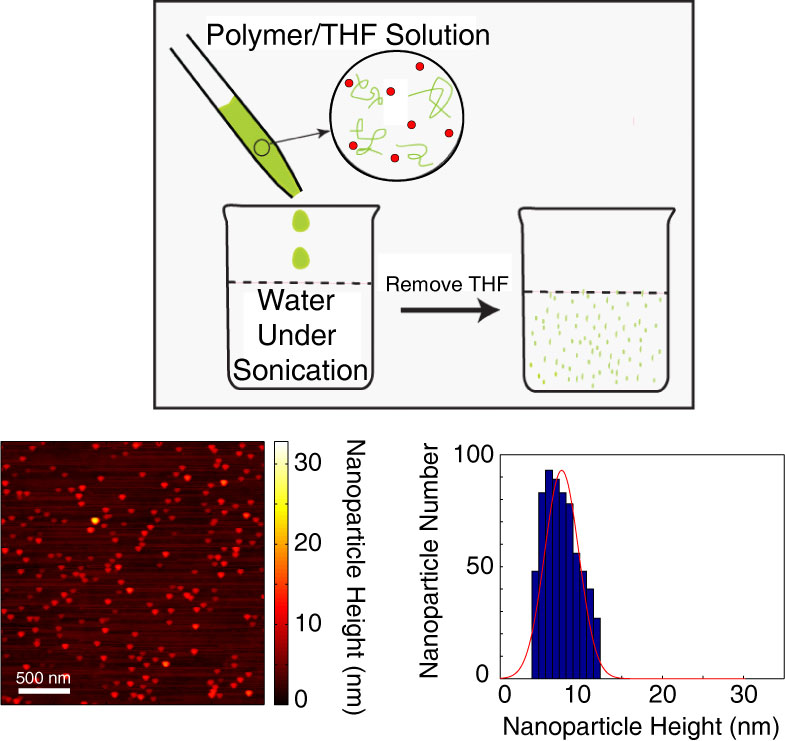 Polymer/THF Solution
Water
Under
Sonication
Remove THF
500 nm
30
20
10
0
Nanoparticle Height (nm)
Nanoparticle Number
100
50
0
0 10 20 30
Nanoparticle Height (nm)